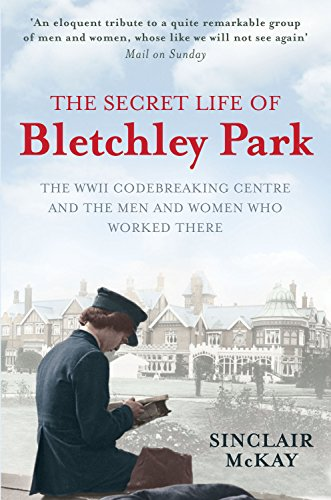 ‘An eloquent tribute to a quite remarkable group
of men and women, whose like we will not see again’
Mail on Sunday
THE SECRET LIFE OF
Bletchley Park
THE WWII CODEBREAKING CENTRE
AND THE MEN AND WOMEN WHO
WORKED THERE
SINCLAIR
McKAY